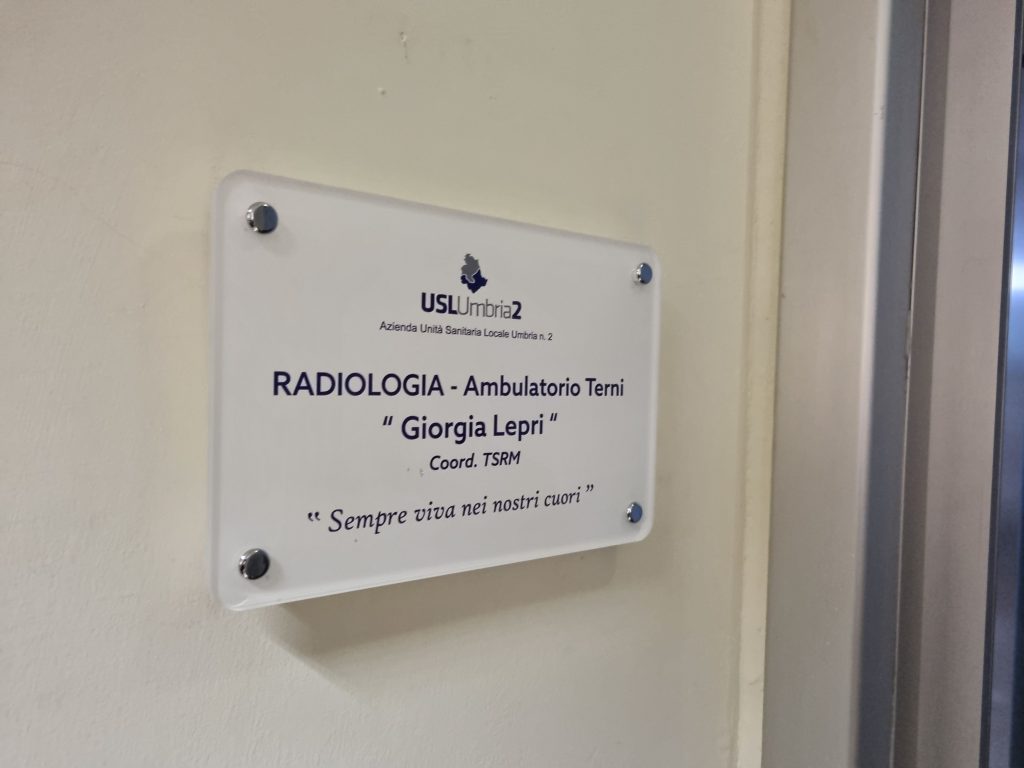 USLUmbria2
Azienda Unità Sanitaria Locale Umbria n. 2
RADIOLOGIA - Ambulatorio Terni
“ Giorgia Lepri “
Coord. TSRM
“ Sempre viva nei nostri cuori ”